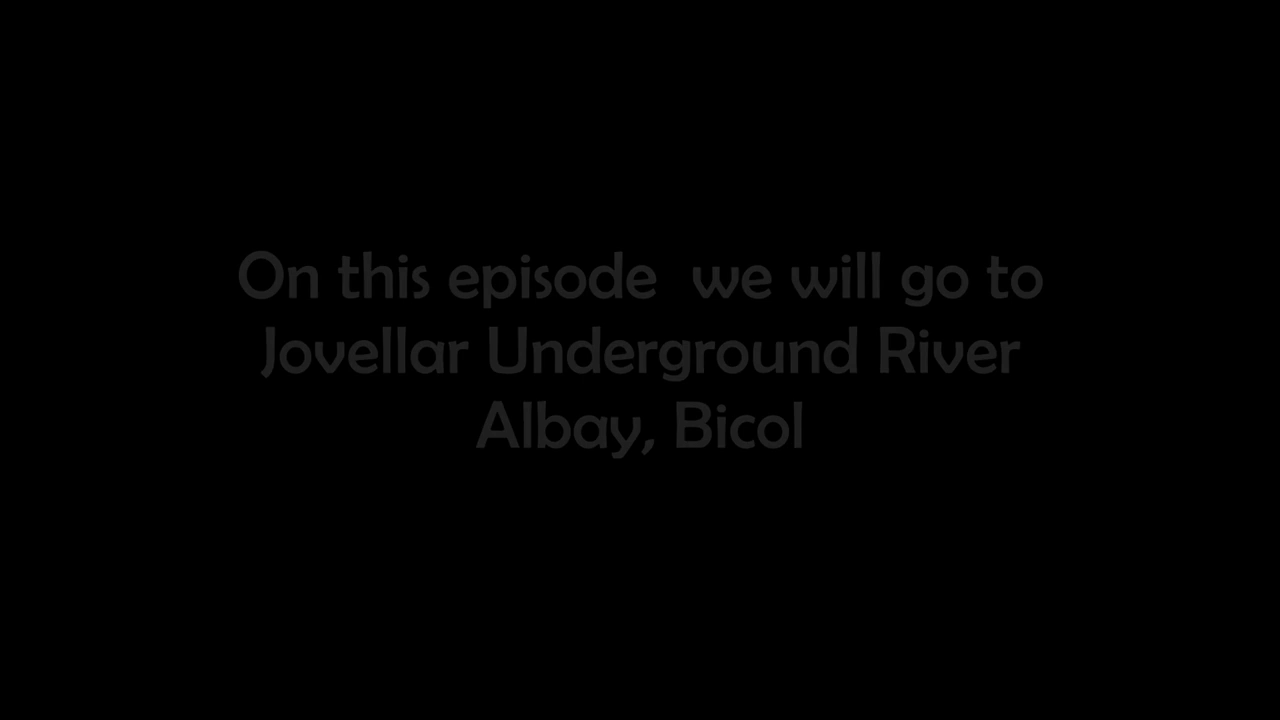 On this episode  we will go to
Jovellar Underground River
Albay, Bicol